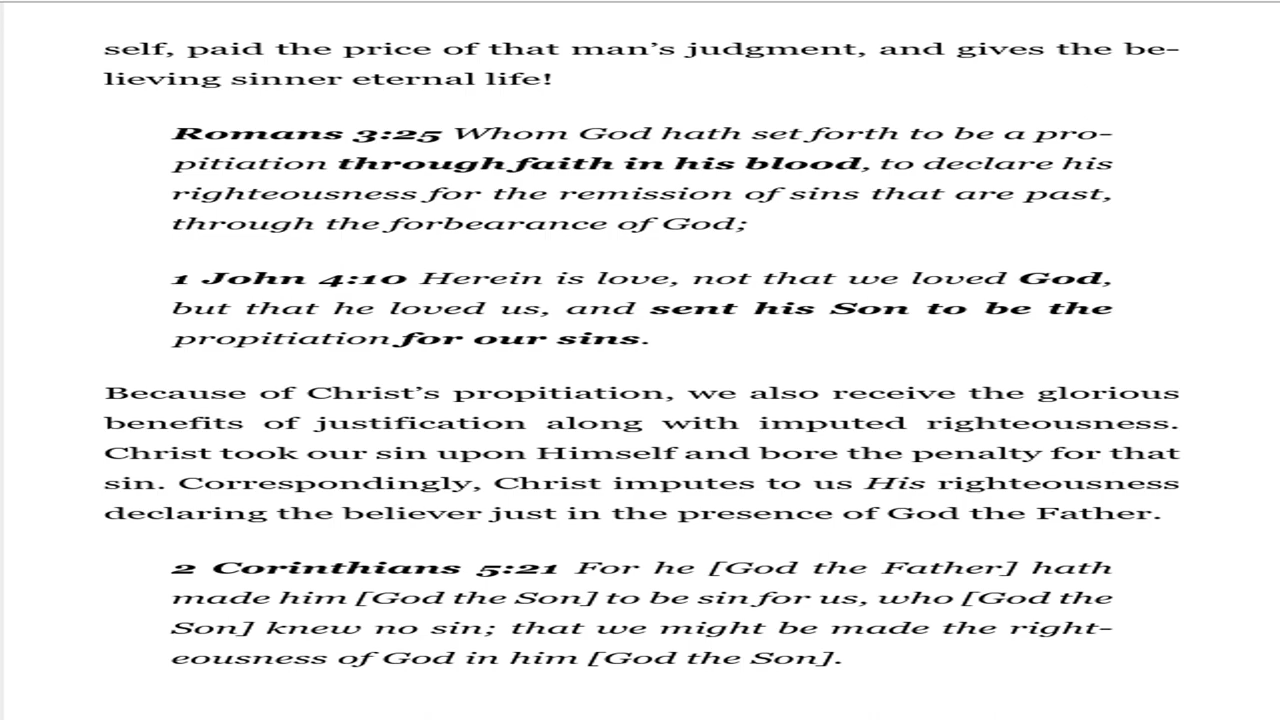 self, paid the price of that man's judgment, and gives the be-
lieving sinner eternal life!
Romans 3:25 Whom God hath set forth to be a pro-
pitiation through faith in his blood, to declare his
righteousness for the remission of sins that are past,
through the forbearance of God;
1 John 4:10 Herein is love, not that we loved God,
but that he loved us, and sent his Son to be the
propitiation for our sins.
Because of Christ's propitiation, we also receive the glorious
benefits of justification along with imputed righteousness.
Christ took our sin upon Himself and bore the penalty for that
sin. Correspondingly, Christ imputes to us His righteousness
declaring the believer just in the presence of God the Father.
2 Corinthians 5:21 For he [God the Father] hath
made him [God the Son] to be sin for us, who [God the
Son] knew no sin; that we might be made the right-
eousness of God in him [God the Son].